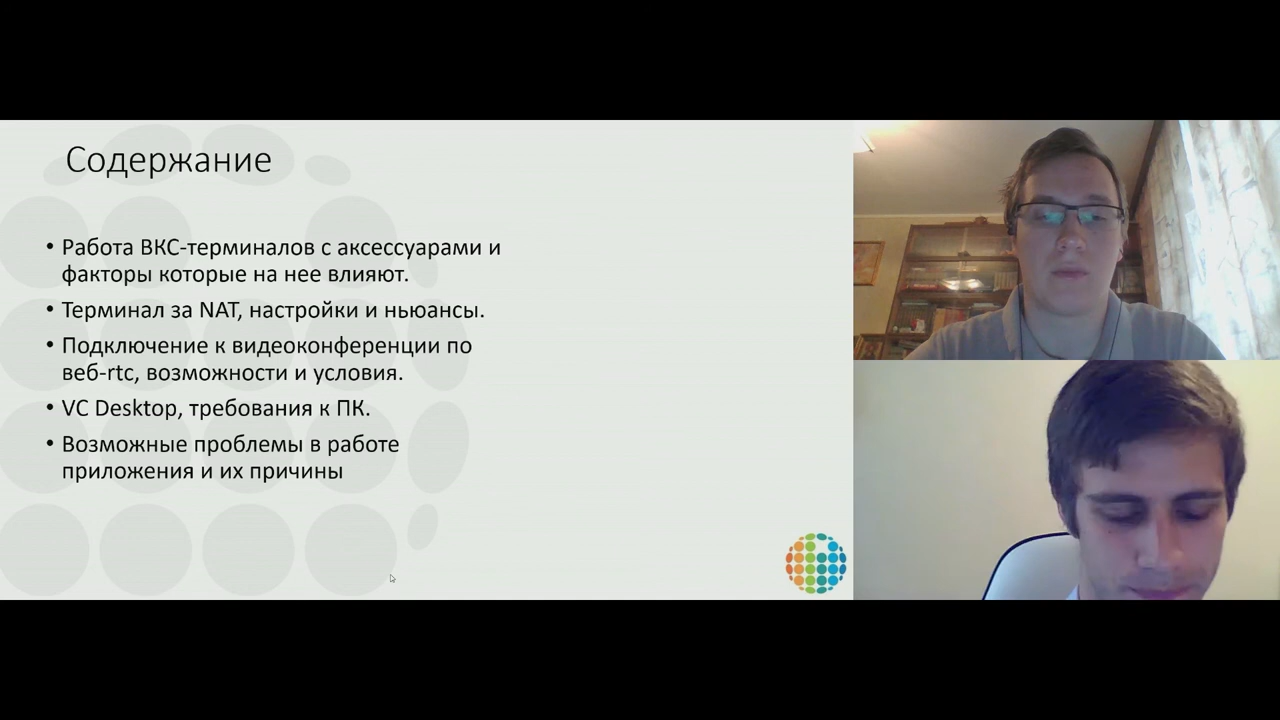 Содержание
• Работа ВКС-терминалов с аксессуарами и
факторы которые на нее влияют.
• Терминал за NAT, настройки и ньюансы.
• Подключение к видеоконференции по
веб-rtc, возможности и условия.
• VC Desktop, требования к ПК.
• Возможные проблемы в работе
приложения и их причины